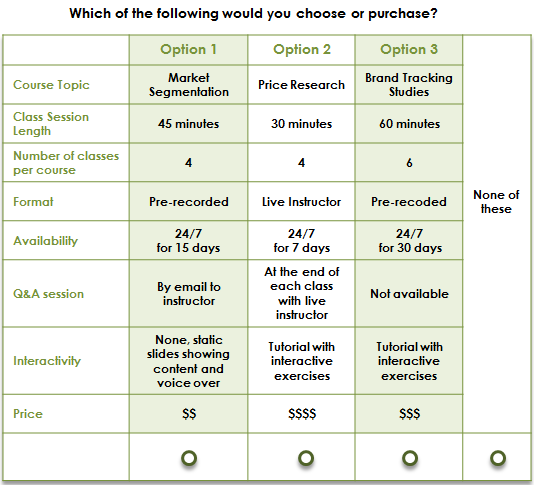 Which of the following would you choose or purchase?
Option 1 Option 2 Option 3
Course Topic
Market
Segmentation
Price Research
Brand Tracking
Studies
Class Session
Length
45 minutes
30 minutes
60 minutes
Number of classes
per course
4
4
6
Format
Pre-recorded
Live Instructor
Pre-recoded
None of
these
Availability
24/7
for 15 days
24/7
for 7 days
24/7
for 30 days
Q&A session
By email to
instructor
At the end of
each class
with live
instructor
Not available
Interactivity
None, static
slides showing
content and
voice over
Tutorial with
interactive
exercises
Tutorial with
interactive
exercises
Price
$$
$$$$
$$$